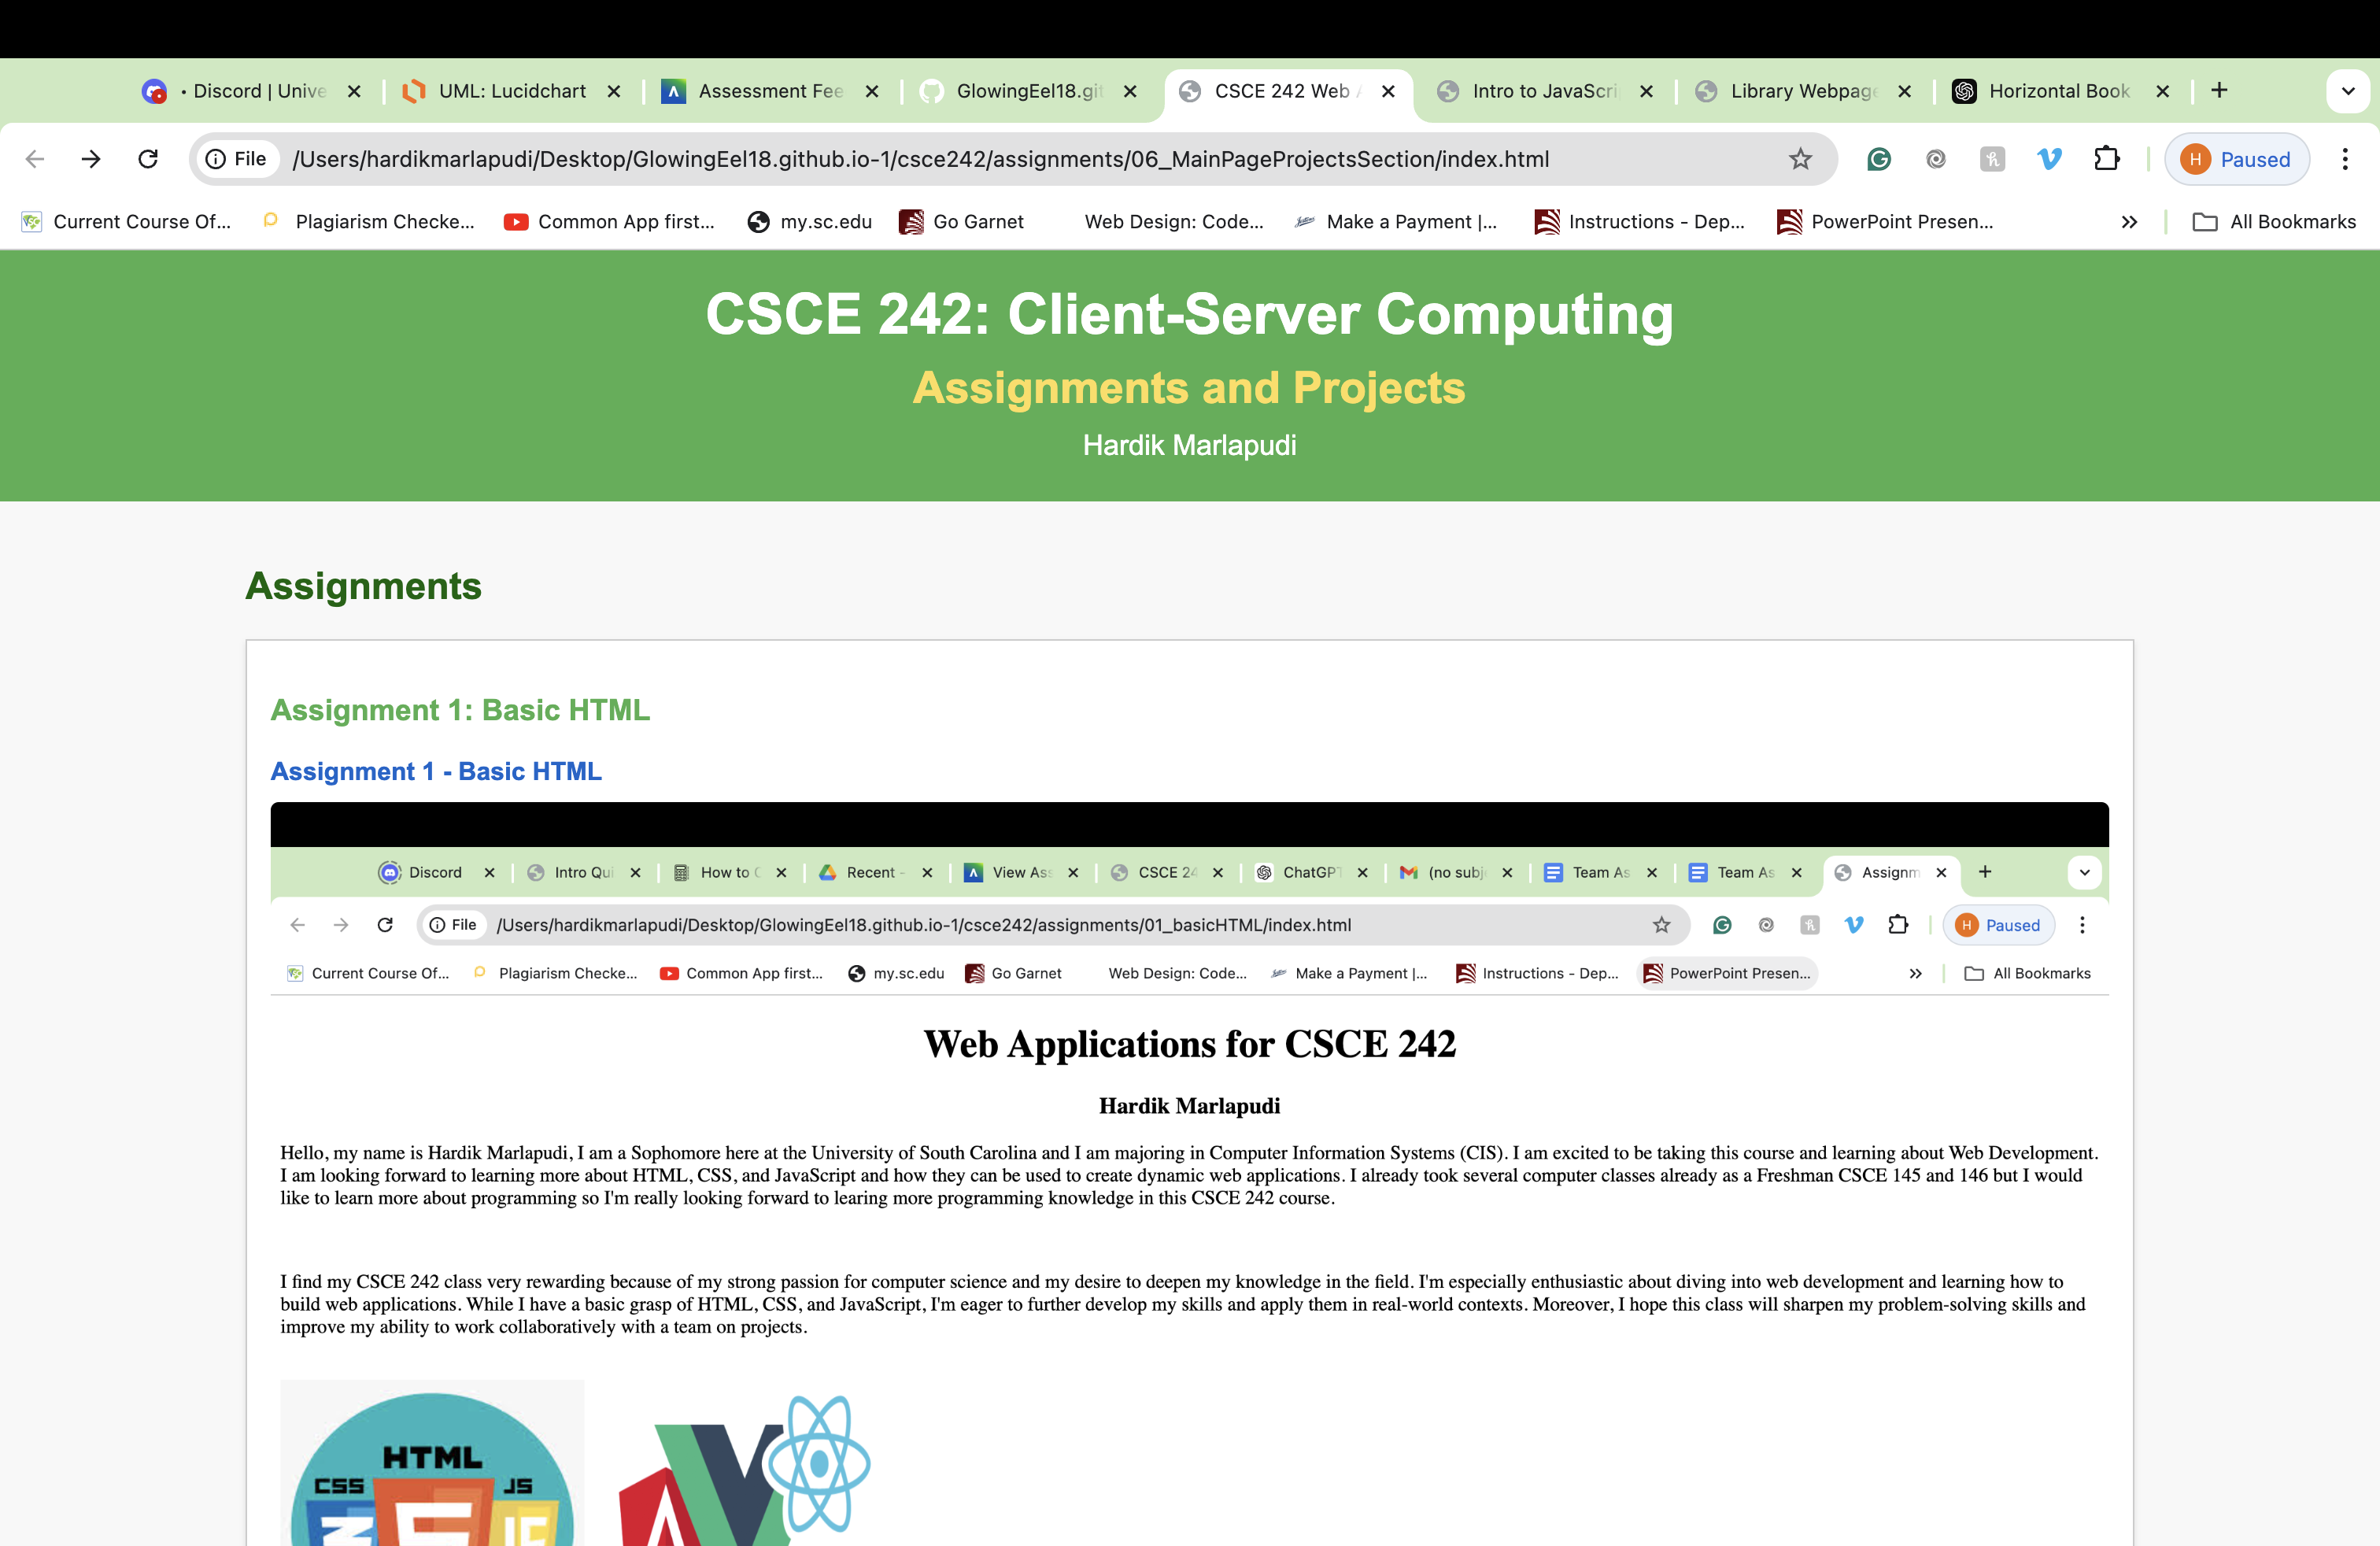 • Discord | Unive
UML: Lucidchart
Assessment Fee
GlowingEel18.git
CSCE 242 Web A
Intro to JavaScri
Library Webpage
Horizontal Book
File
/Users/hardikmarlapudi/Desktop/GlowingEel18.github.io-1/csce242/assignments/06_MainPageProjectsSection/index.html
H
Paused
Current Course Of...
Plagiarism Checke...
Common App first...
my.sc.edu
Go Garnet
Web Design: Code...
Make a Payment |...
Instructions - Dep...
PowerPoint Presen...
All Bookmarks
CSCE 242: Client-Server Computing
Assignments and Projects
Hardik Marlapudi
Assignments
Assignment 1: Basic HTML
Assignment 1 - Basic HTML
Discord
Intro Qui
How to C
Recent -
View Ass
CSCE 24
ChatGPT
(no subj
Team As
Team As
Assignm
File
/Users/hardikmarlapudi/Desktop/GlowingEel18.github.io-1/csce242/assignments/01_basicHTML/index.html
H
Paused
Current Course Of...
Plagiarism Checke...
Common App first...
my.sc.edu
Go Garnet
Web Design: Code...
Make a Payment |...
Instructions - Dep...
PowerPoint Presen...
All Bookmarks
Web Applications for CSCE 242
Hardik Marlapudi
Hello, my name is Hardik Marlapudi, I am a Sophomore here at the University of South Carolina and I am majoring in Computer Information Systems (CIS). I am excited to be taking this course and learning about Web Development.
I am looking forward to learning more about HTML, CSS, and JavaScript and how they can be used to create dynamic web applications. I already took several computer classes already as a Freshman CSCE 145 and 146 but I would
like to learn more about programming so I'm really looking forward to learing more programming knowledge in this CSCE 242 course.
I find my CSCE 242 class very rewarding because of my strong passion for computer science and my desire to deepen my knowledge in the field. I'm especially enthusiastic about diving into web development and learning how to
build web applications. While I have a basic grasp of HTML, CSS, and JavaScript, I'm eager to further develop my skills and apply them in real-world contexts. Moreover, I hope this class will sharpen my problem-solving skills and
improve my ability to work collaboratively with a team on projects.
HTML
CSS
JS